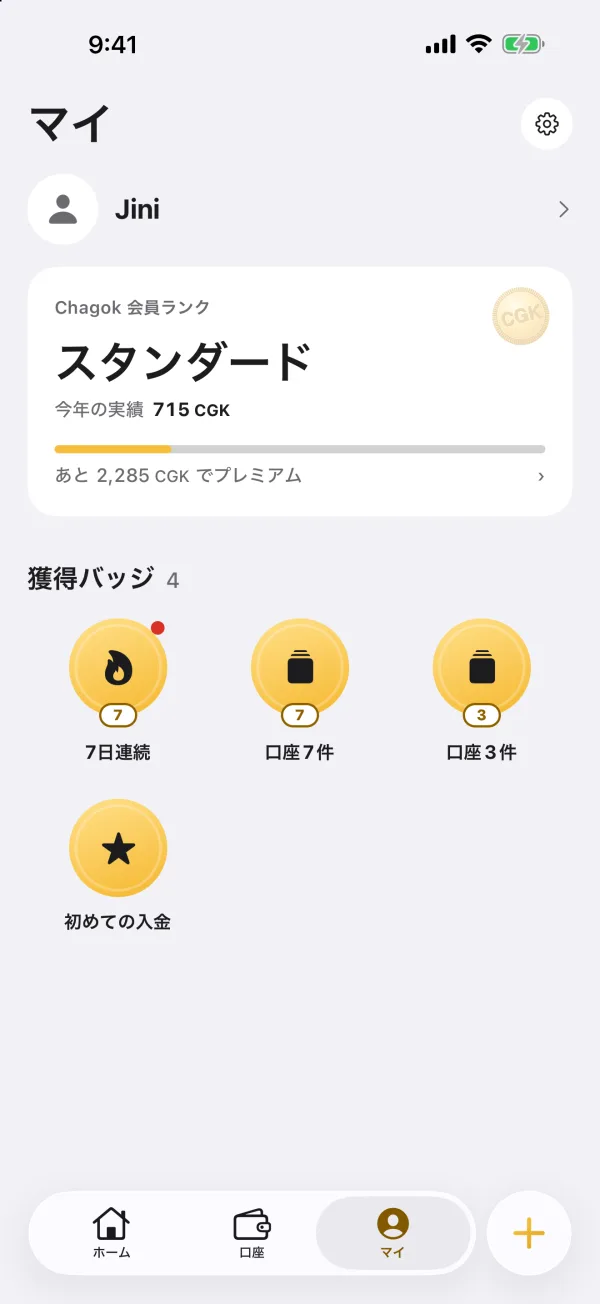 9:41
マイ
Jini
Chagok 会員ランク
CGK
スタンダード
今年の実績 715 CGK
あと 2,285 CGK でプレミアム
獲得バッジ 4
7
7
3
7日連続
口座7件
口座3件
初めての入金
ホーム
口座
マイ